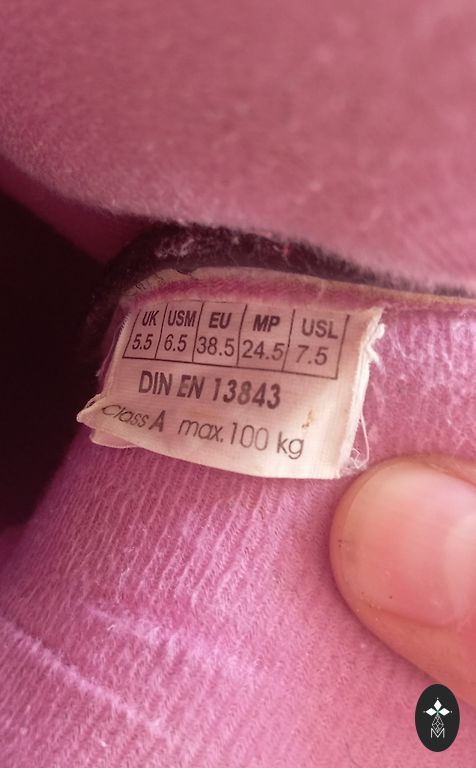 UK USM EU MP USL
5.5 6.5 38.5 24.5 7.5
DIN EN 13843
class A max. 100 kg